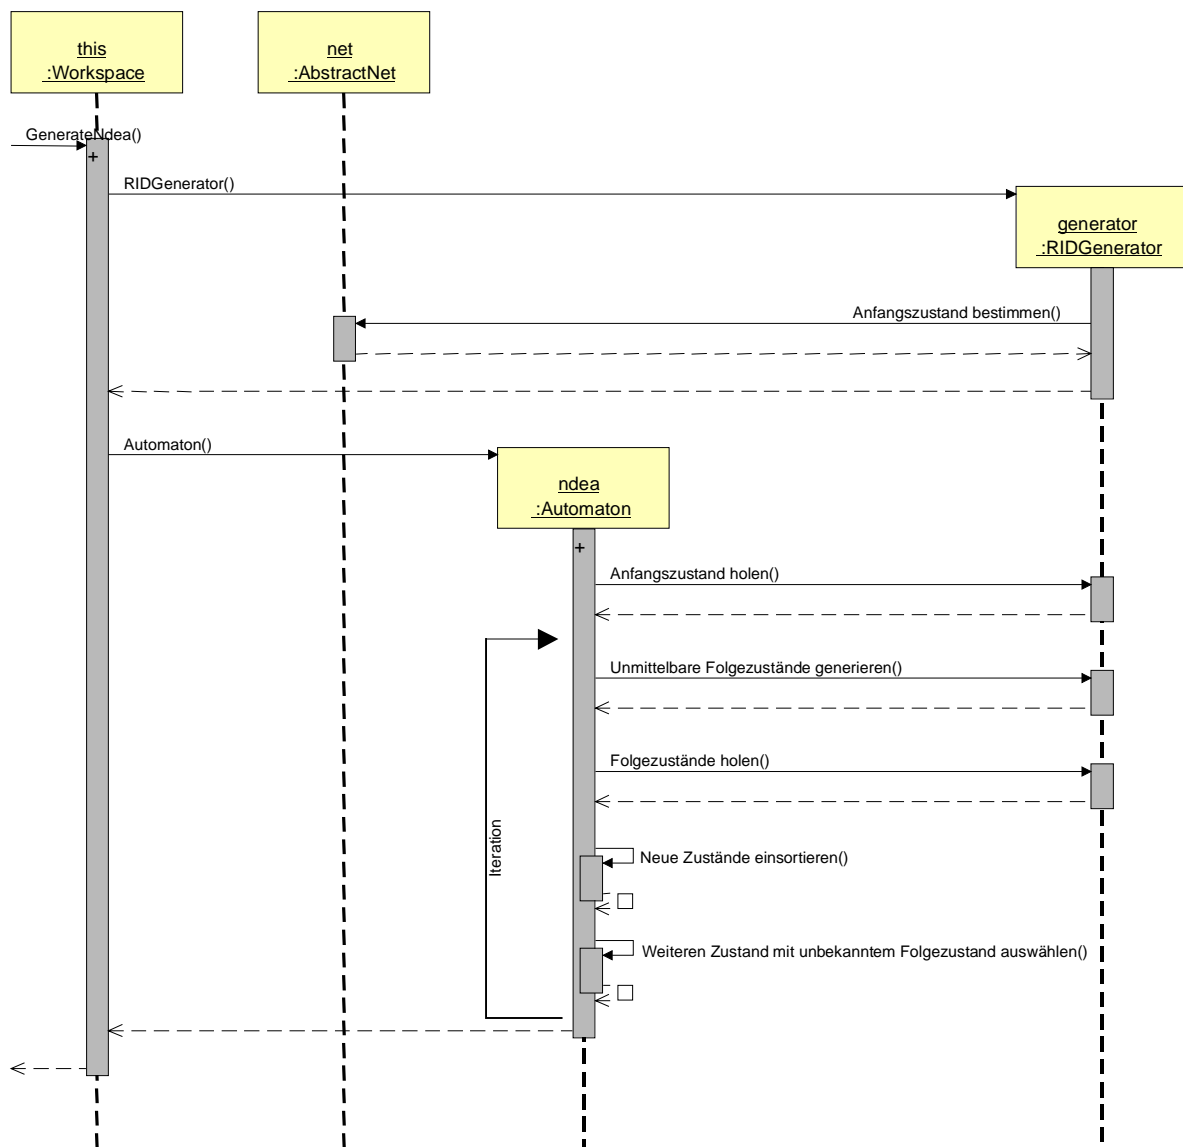 this
:Workspace
net
:AbstractNet
GenerateNdea()
+
RIDGenerator()
generator
:RIDGenerator
Anfangszustand bestimmen()
Automaton()
ndea
:Automaton
+
Anfangszustand holen()
Unmittelbare Folgezustände generieren()
Folgezustände holen()
Iteration
Neue Zustände einsortieren()
Weiteren Zustand mit unbekanntem Folgezustand auswählen()